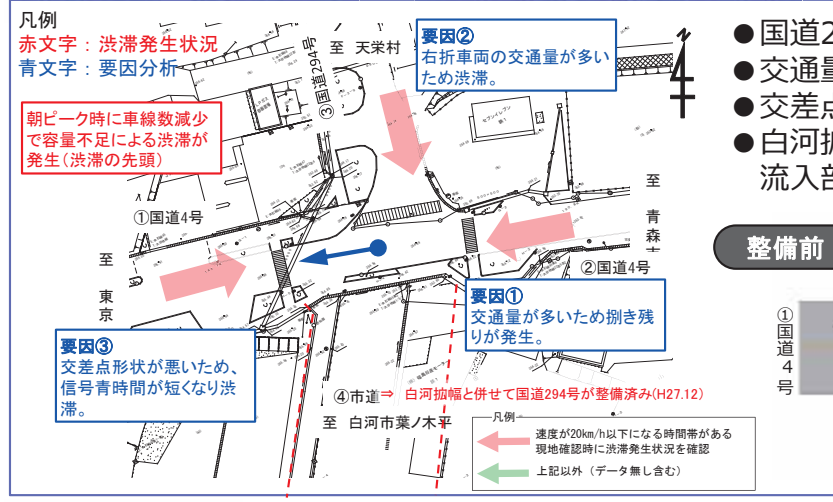 凡例
赤文字：渋滞発生状況
青文字：要因分析
朝ピーク時に車線数減少
で容量不足による渋滞が
発生(渋滞の先頭)
③国道294号
至 天栄村
要因②
右折車両の交通量が多い
ため渋滞。
セブンイレブン
①国道4号
至 東京
至 青森市
②国道4号
要因①
交通量が多いため捌き残
りが発生。
要因③
交差点形状が悪いため、
信号青時間が短くなり渋
滞。
④市道⇒ 白河拡幅と併せて国道294号が整備済み(H27.12)
至 白河市葉ノ木平
凡例
速度が20km/h以下になる時間帯がある
現地確認時に渋滞発生状況を確認
上記以外（データ無し含む）
●国道2
●交通量
●交差点
●白河拡
流入部
整備前
①国道4号